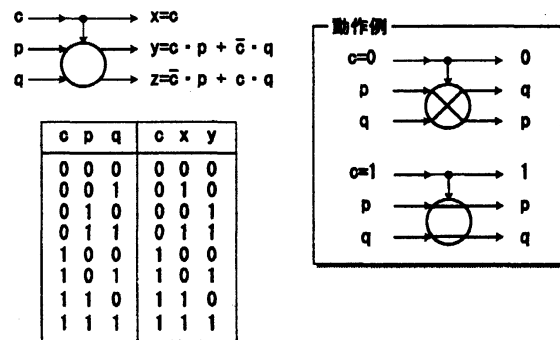 c x=c
p y=c・p + c̄・q
q z=c̄・p + c・q
c p q c x y
0 0 0 0 0 0
0 0 1 0 1 0
0 1 0 0 0 1
0 1 1 0 1 1
1 0 0 1 0 0
1 0 1 1 0 1
1 1 0 1 1 0
1 1 1 1 1 1
動作例
c=0 0
p q
q p
c=1 1
p p
q q